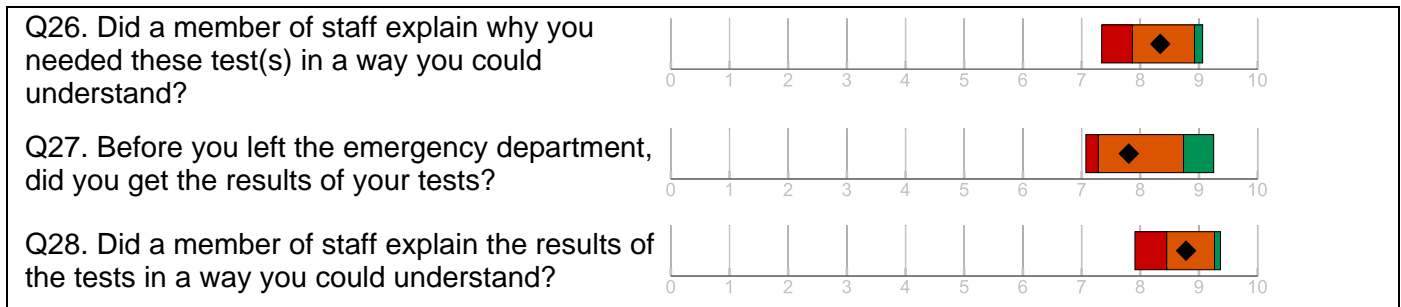 Q26. Did a member of staff explain why you
needed these test(s) in a way you could
understand?
0 1 2 3 4 5 6 7 8 9 10
Q27. Before you left the emergency department,
did you get the results of your tests?
0 1 2 3 4 5 6 7 8 9 10
Q28. Did a member of staff explain the results of
the tests in a way you could understand?
0 1 2 3 4 5 6 7 8 9 10